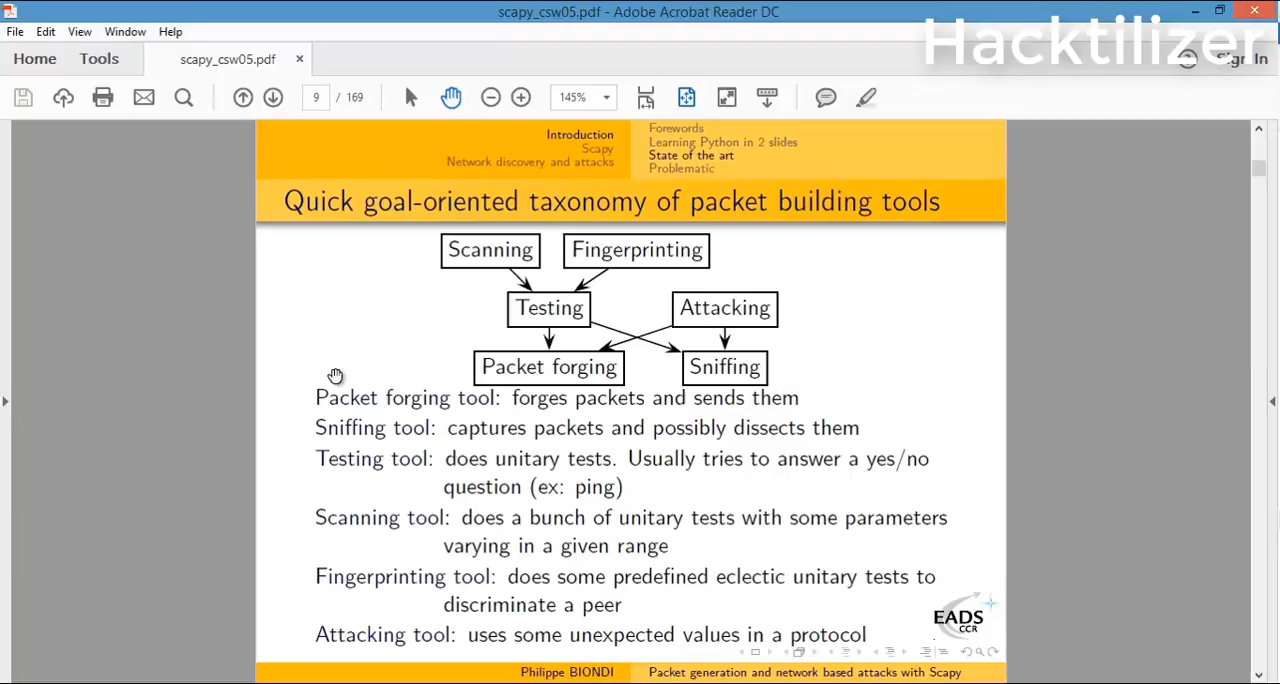 scapy_csw05.pdf - Adobe Acrobat Reader DC
File Edit View Window Help
Hacktilizer
Home Tools scapy_csw05.pdf × Sign In
9 / 169 145%
Introduction
Scapy
Network discovery and attacks
Forewords
Learning Python in 2 slides
State of the art
Problematic
Quick goal-oriented taxonomy of packet building tools
Scanning Fingerprinting
Testing Attacking
Packet forging Sniffing
Packet forging tool: forges packets and sends them
Sniffing tool: captures packets and possibly dissects them
Testing tool: does unitary tests. Usually tries to answer a yes/no
question (ex: ping)
Scanning tool: does a bunch of unitary tests with some parameters
varying in a given range
Fingerprinting tool: does some predefined eclectic unitary tests to
discriminate a peer
Attacking tool: uses some unexpected values in a protocol
EADS
CCR
Philippe BIONDI Packet generation and network based attacks with Scapy